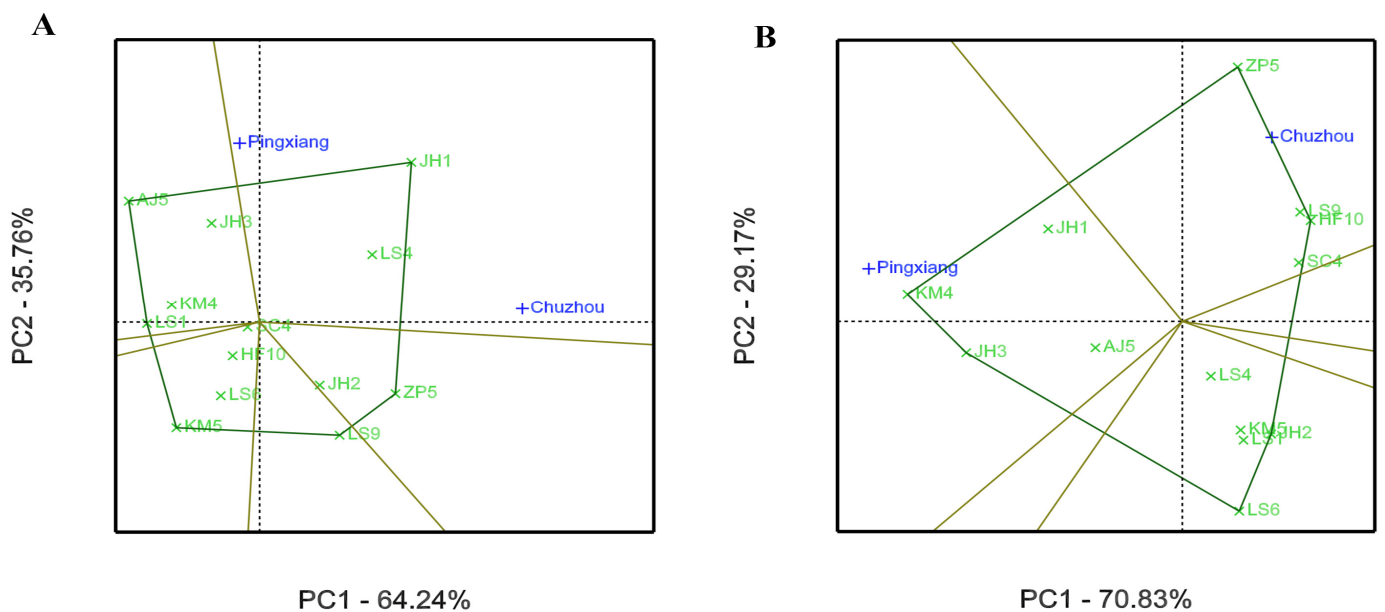 A
PC2 - 35.76%
+Pingxiang
JH1
AJ5
JH3
LS4
KM4
Chuzhou
LS1
SC4
HF10
JH2
LS6
ZP5
KM5
LS9
PC1 - 64.24%
B
PC2 - 29.17%
ZP5
Chuzhou
LS9
HF10
JH1
SC4
Pingxiang
KM4
JH3
AJ5
LS4
KM5
JH2
LS1
LS6
PC1 - 70.83%